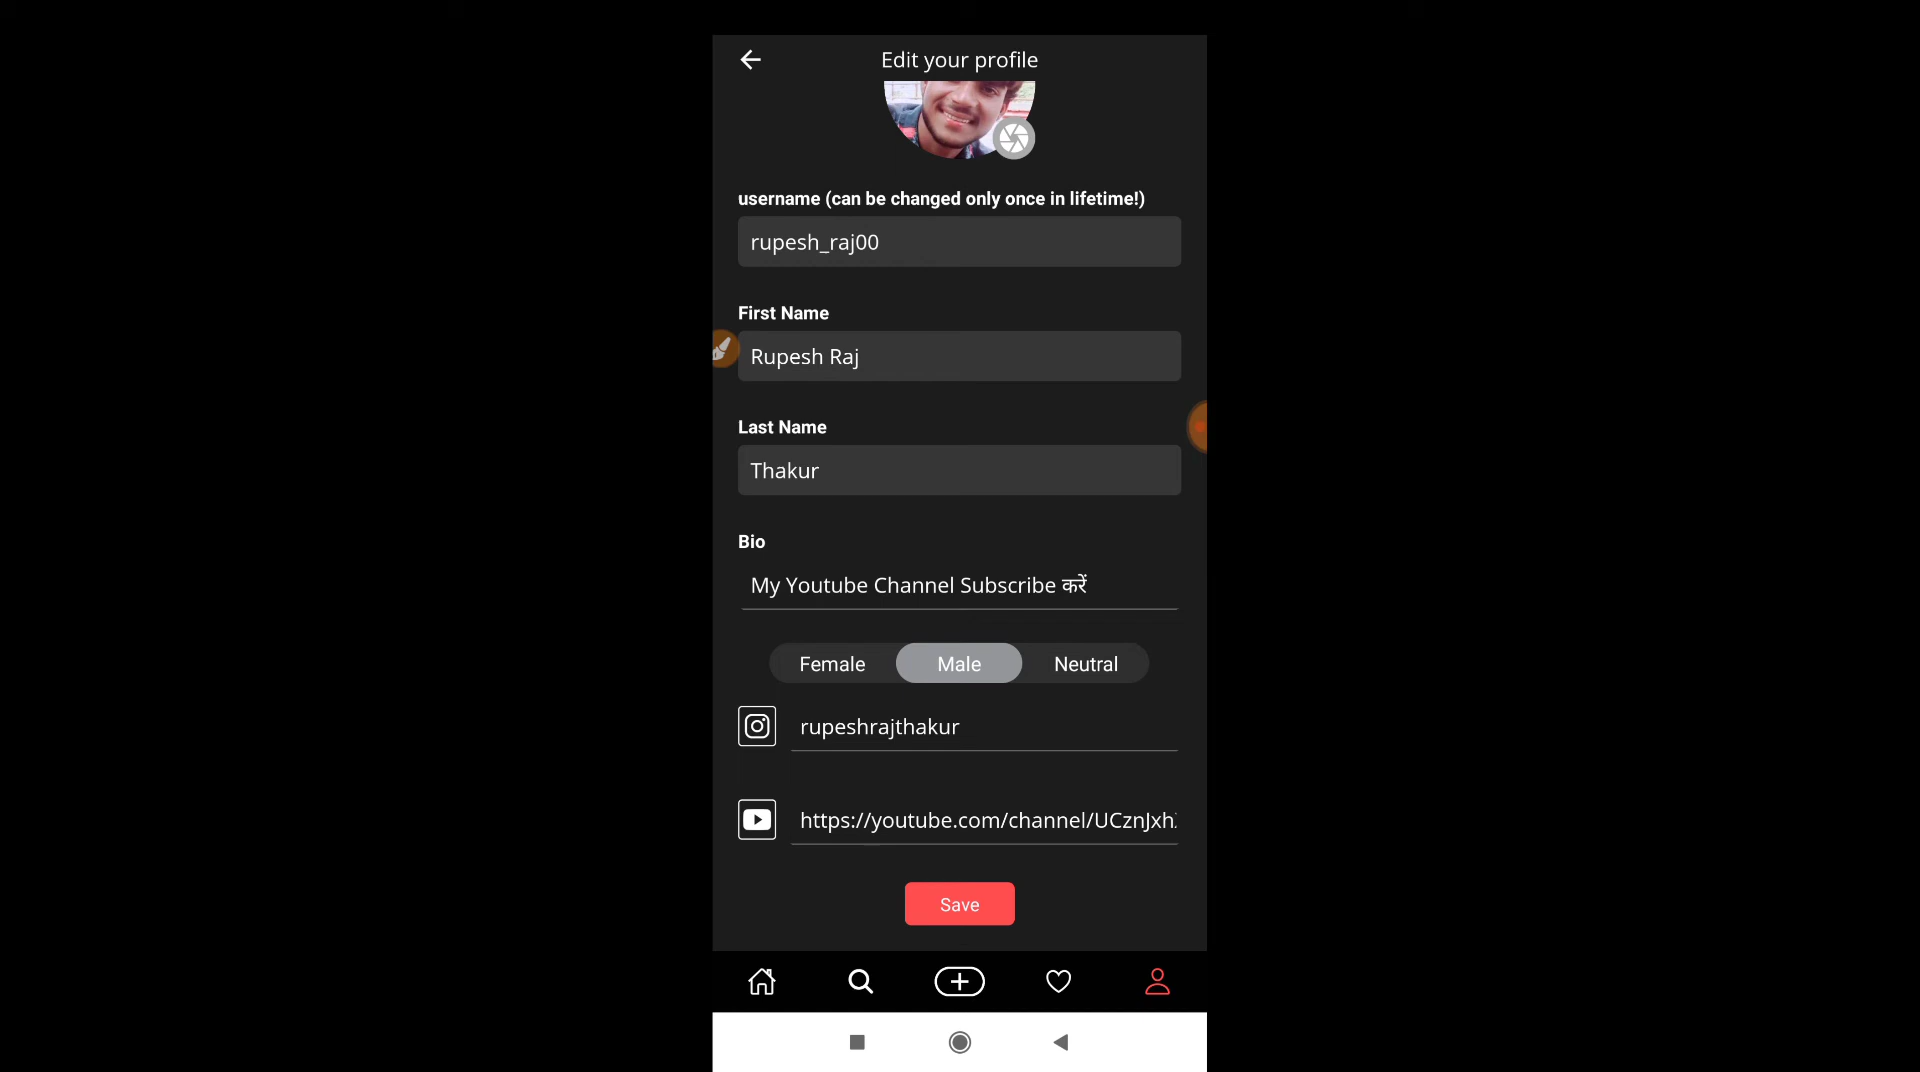 Edit your profile
username (can be changed only once in lifetime!)
rupesh_raj00
First Name
Rupesh Raj
Last Name
Thakur
Bio
My Youtube Channel Subscribe करें
Female Male Neutral
rupeshrajthakur
https://youtube.com/channel/UCznJxh
Save